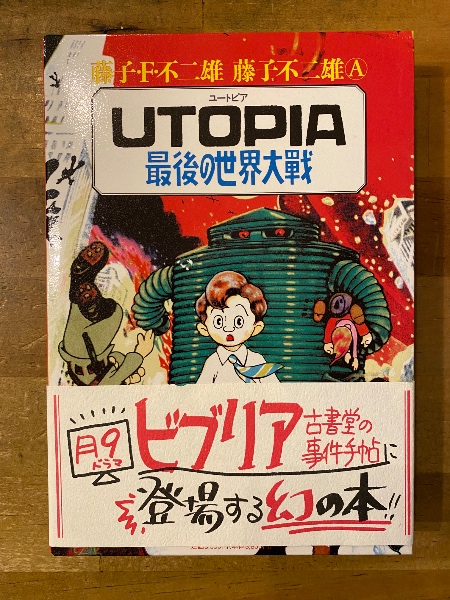 藤子・F・不二雄 藤子不二雄Ⓐ
ユートピア
UTOPIA
最後の世界大戦
月9
ドラマ
ビブリア古書堂の
事件手帖に
登場する幻の本!!